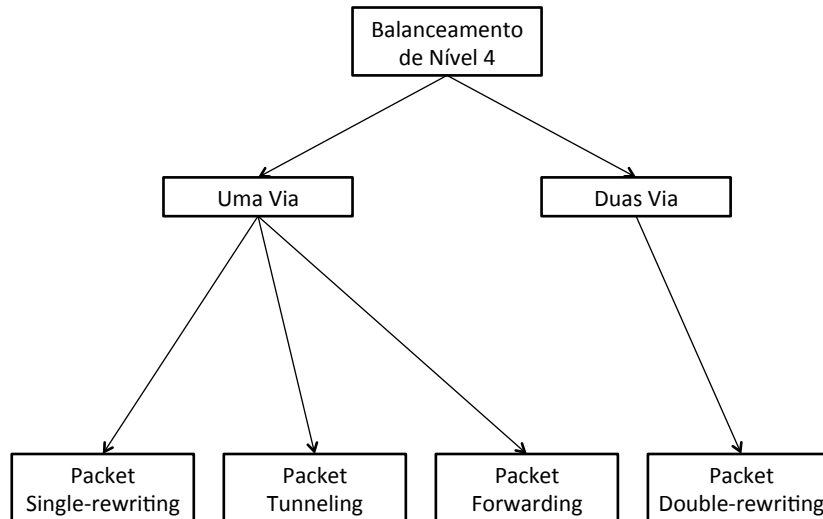 Balanceamento
de Nível 4
Uma Via
Duas Via
Packet
Single-rewriting
Packet
Tunneling
Packet
Forwarding
Packet
Double-rewriting